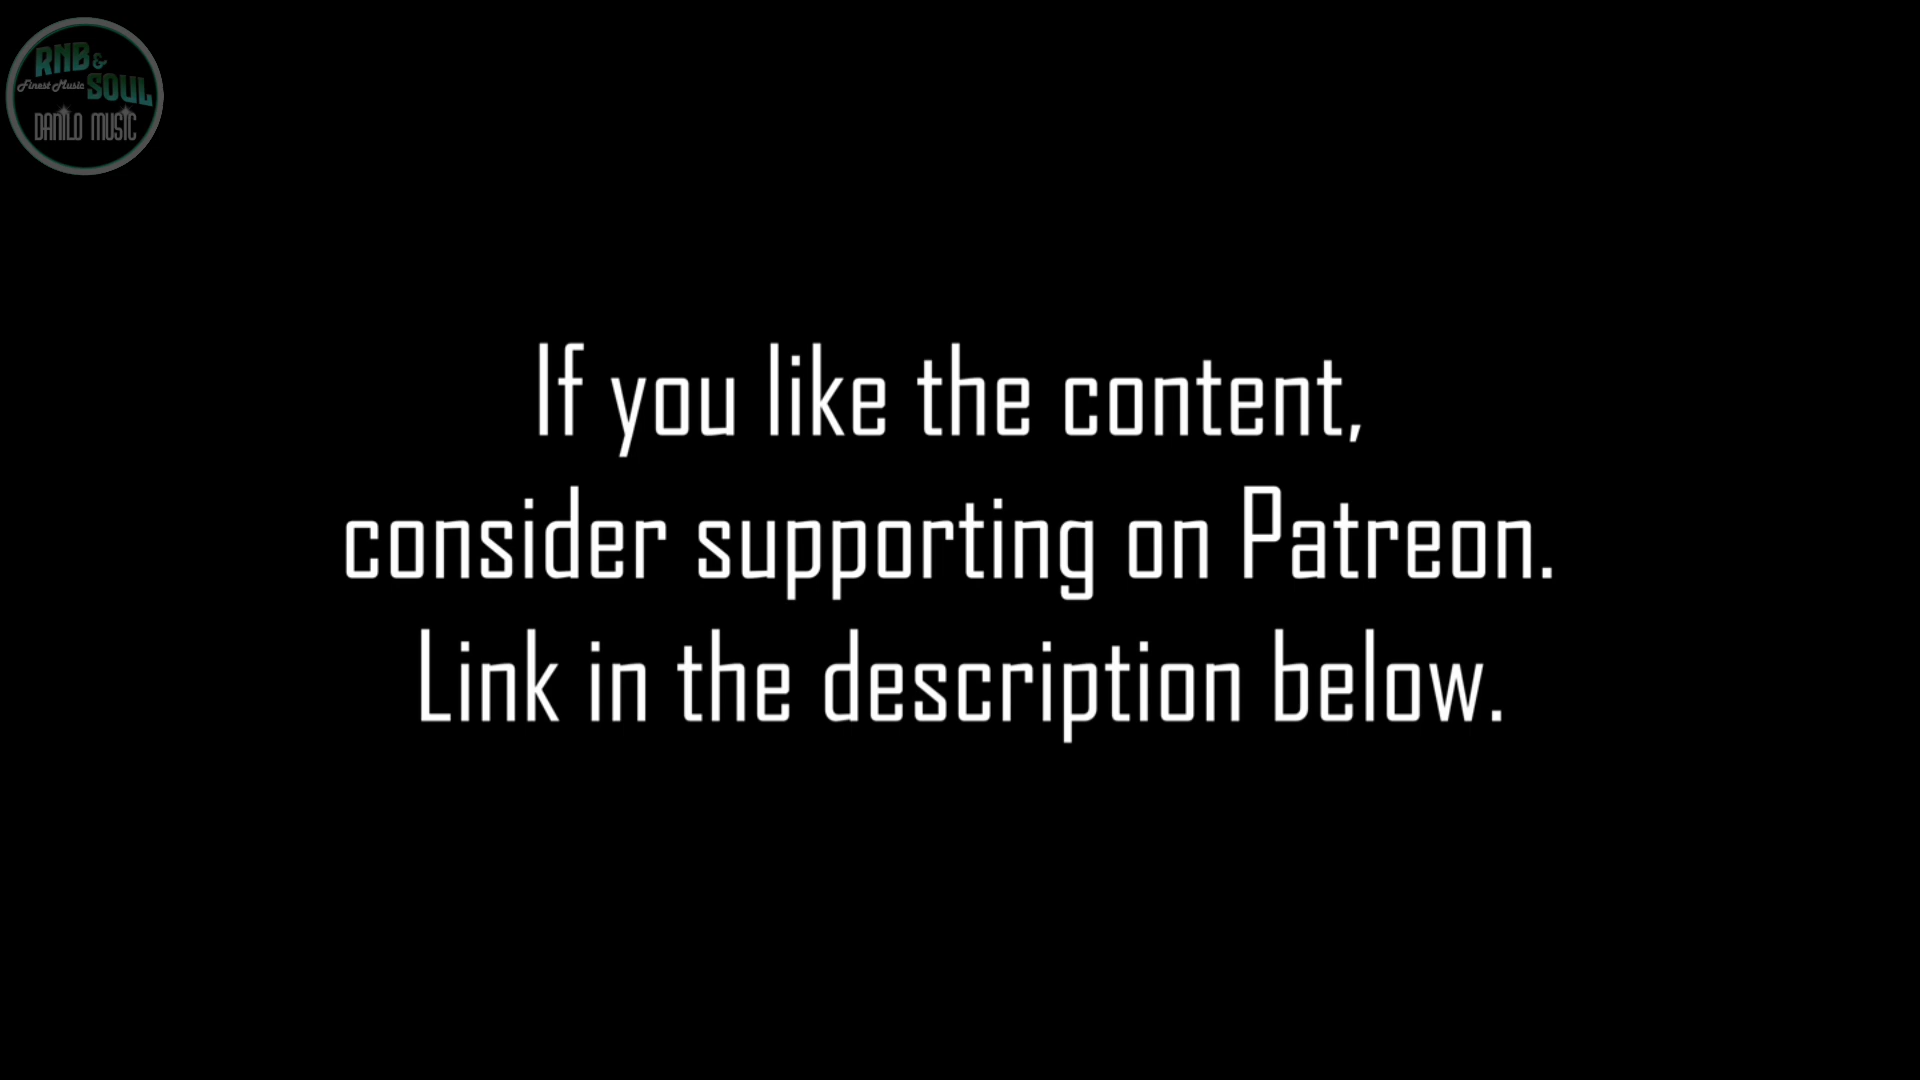 RNB &
Finest Music SOUL
DANILO MUSIC
If you like the content,
consider supporting on Patreon.
Link in the description below.